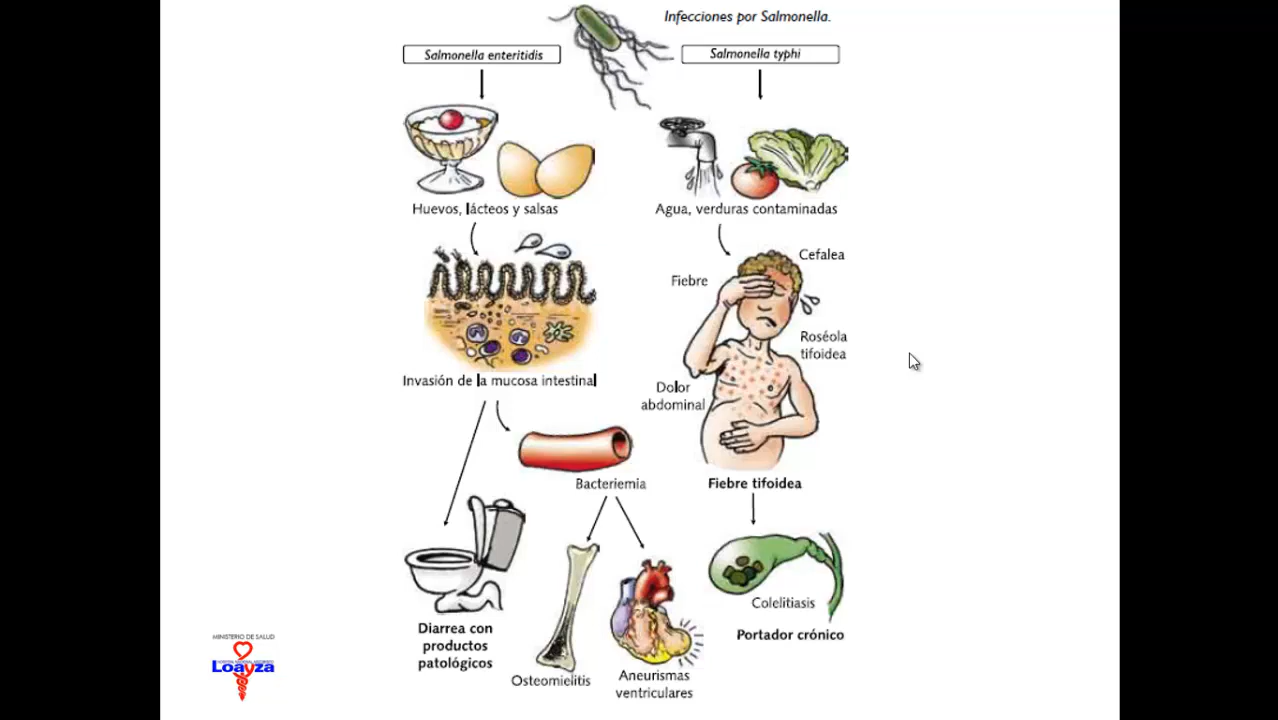 Infecciones por Salmonella.
Salmonella enteritidis
Salmonella typhi
Huevos, lácteos y salsas
Agua, verduras contaminadas
Cefalea
Fiebre
Roséola
tifoidea
Invasión de la mucosa intestinal
Dolor
abdominal
Bacteriemia
Fiebre tifoidea
Colelitiasis
Portador crónico
Diarrea con
productos
patológicos
Osteomielitis
Aneurismas
ventriculares
MINISTERIO DE SALUD
Loayza